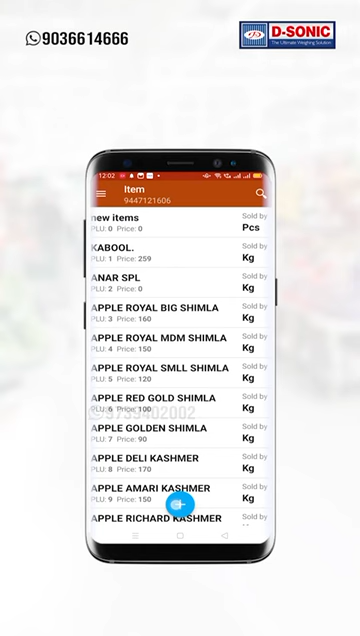 9036614666
D-SONIC
The Ultimate Weighing Solution
12:02
Item
9447121606
new items Sold by
PLU: 0 Price: 0 Pcs
KABOOL. Sold by
PLU: 1 Price: 259 Kg
ANAR SPL Sold by
PLU: 2 Price: 0 Kg
APPLE ROYAL BIG SHIMLA Sold by
PLU: 3 Price: 160 Kg
APPLE ROYAL MDM SHIMLA Sold by
PLU: 4 Price: 150 Kg
APPLE ROYAL SMLL SHIMLA Sold by
PLU: 5 Price: 120 Kg
APPLE RED GOLD SHIMLA Sold by
PLU: 6 Price: 100 Kg
9739402002
APPLE GOLDEN SHIMLA Sold by
PLU: 7 Price: 90 Kg
APPLE DELI KASHMER Sold by
PLU: 8 Price: 170 Kg
APPLE AMARI KASHMER Sold by
PLU: 9 Price: 150 Kg
APPLE RICHARD KASHMER Sold by